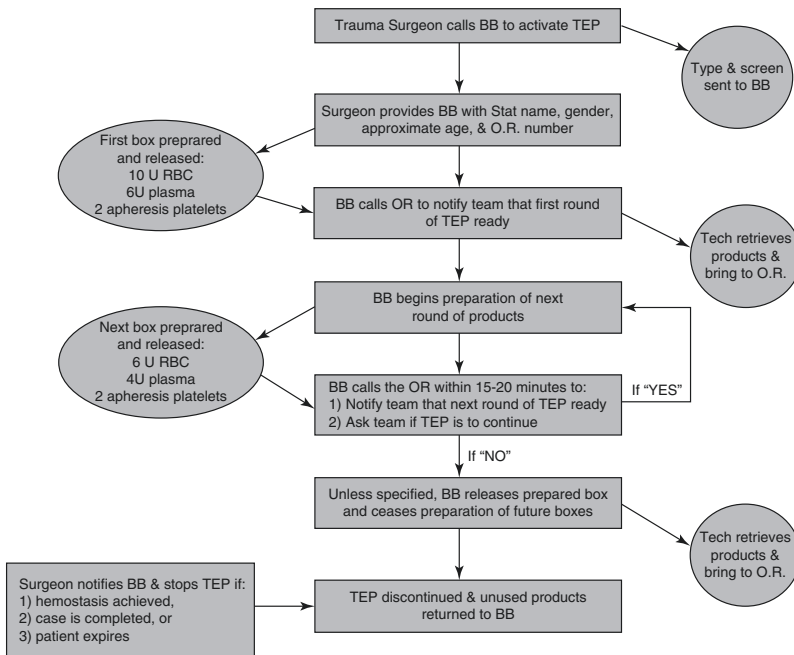 Trauma Surgeon calls BB to activate TEP
Type & screen
sent to BB
Surgeon provides BB with Stat name, gender,
approximate age, & O.R. number
First box preprared
and released:
10 U RBC
6U plasma
2 apheresis platelets
BB calls OR to notify team that first round
of TEP ready
Tech retrieves
products &
bring to O.R.
BB begins preparation of next
round of products
Next box preprared
and released:
6 U RBC
4U plasma
2 apheresis platelets
BB calls the OR within 15-20 minutes to:
1) Notify team that next round of TEP ready
2) Ask team if TEP is to continue
If “YES”
If “NO”
Unless specified, BB releases prepared box
and ceases preparation of future boxes
Tech retrieves
products &
bring to O.R.
Surgeon notifies BB & stops TEP if:
1) hemostasis achieved,
2) case is completed, or
3) patient expires
TEP discontinued & unused products
returned to BB